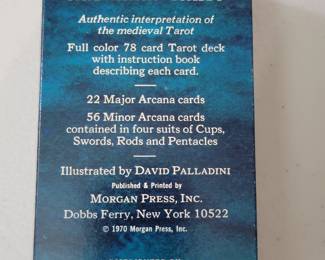 Authentic interpretation of
the medieval Tarot
Full color 78 card Tarot deck
with instruction book
describing each card.
22 Major Arcana cards
56 Minor Arcana cards
contained in four suits of Cups,
Swords, Rods and Pentacles
Illustrated by DAVID PALLADINI
Published & Printed by
MORGAN PRESS, INC.
Dobbs Ferry, New York 10522
© 1970 Morgan Press, Inc.